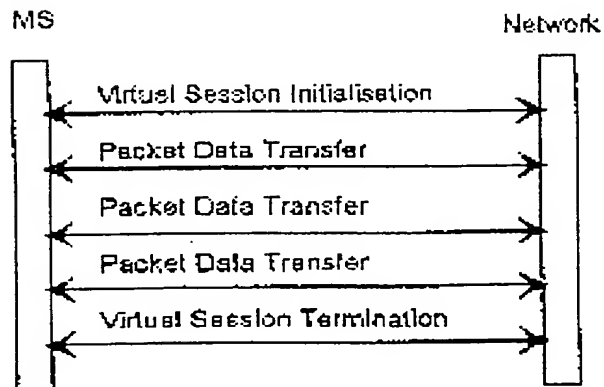 MS
Network
Virtual Session Initialisation
Packet Data Transfer
Packet Data Transfer
Packet Data Transfer
Virtual Session Termination